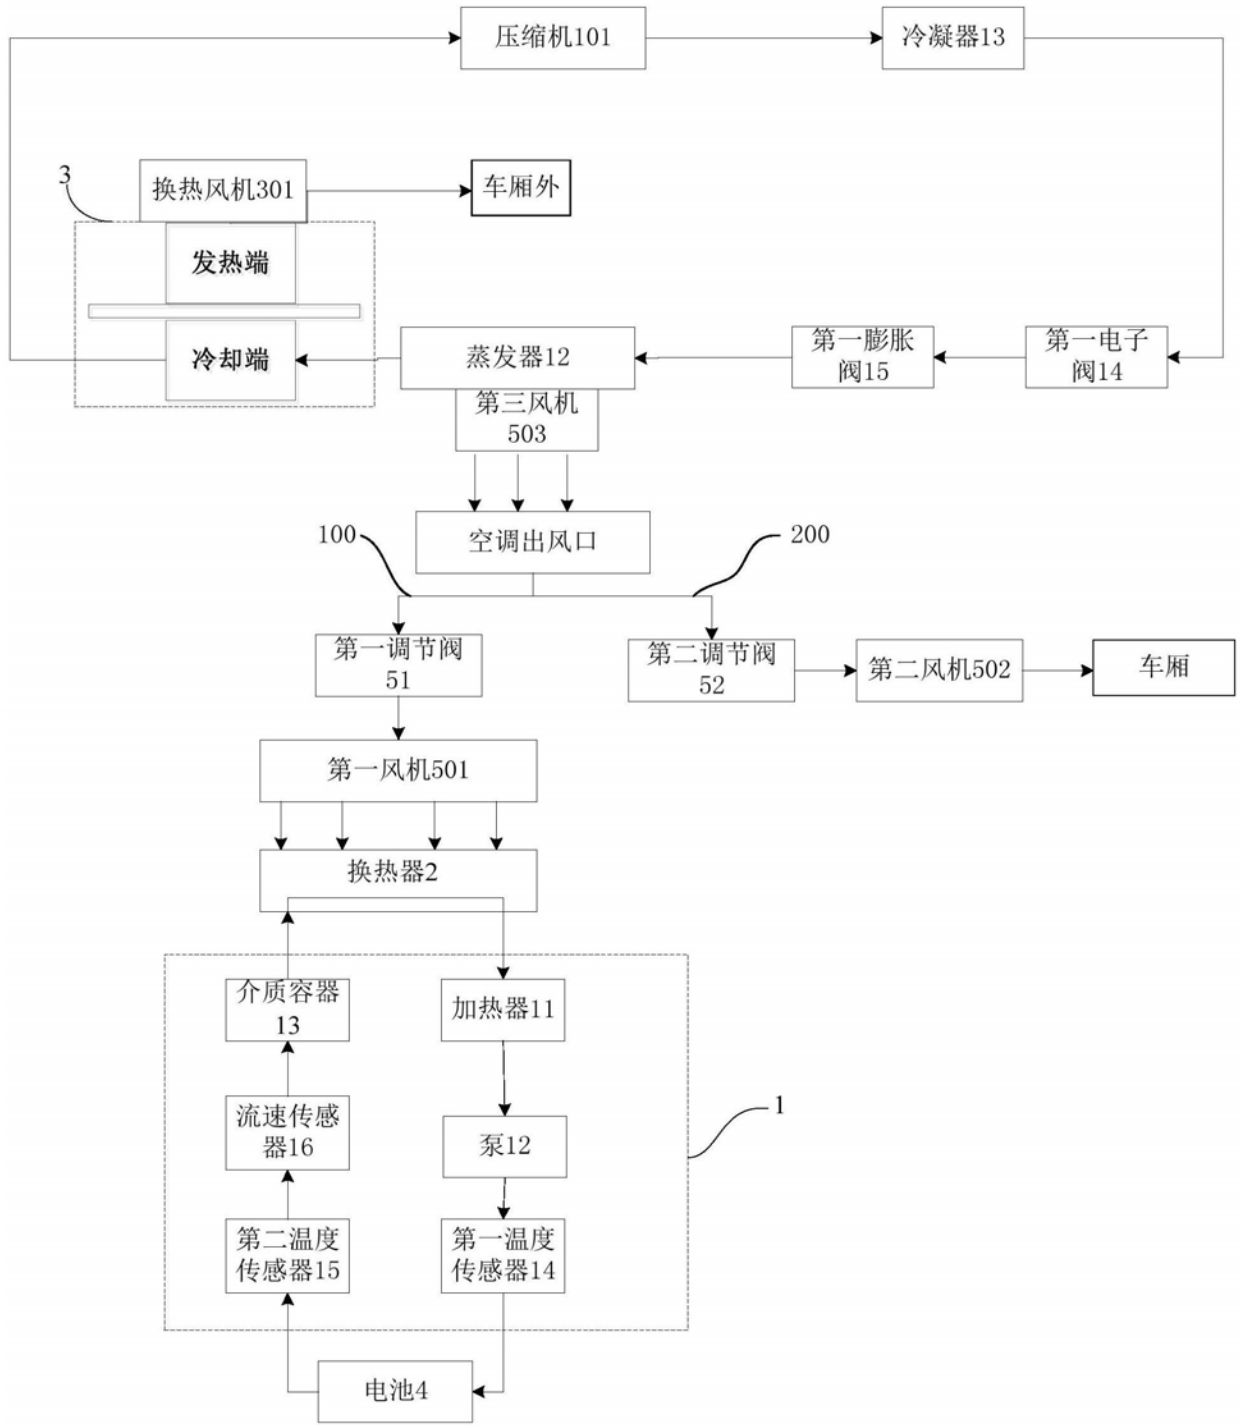 压缩机101
冷凝器13
3
换热风机301
车厢外
发热端
冷却端
蒸发器12
第一膨胀
阀15
第一电子
阀14
第三风机
503
空调出风口
100
200
第一调节阀
51
第二调节阀
52
第二风机502
车厢
第一风机501
换热器2
介质容器
13
加热器11
流速传感
器16
泵12
1
第二温度
传感器15
第一温度
传感器14
电池4